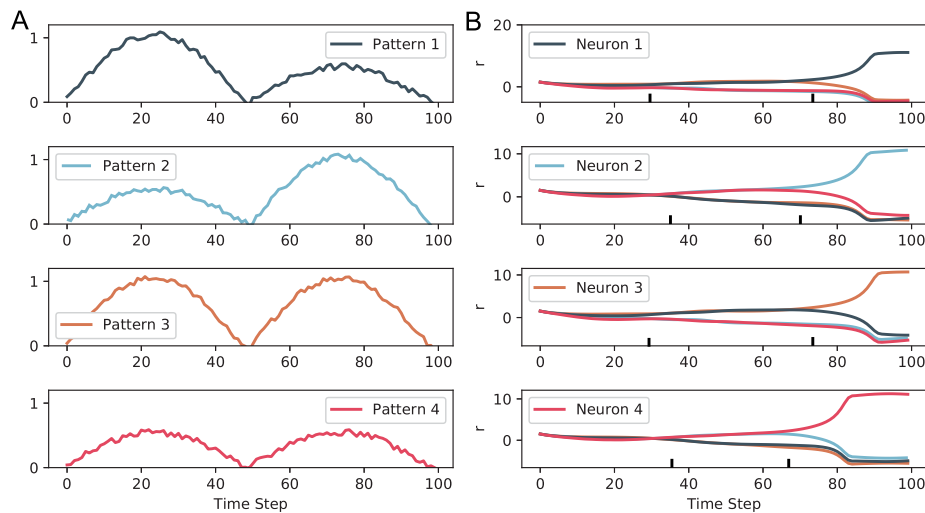 A
B
1
0
Pattern 1
0 20 40 60 80 100
20
0
r
Neuron 1
0 20 40 60 80 100
1
0
Pattern 2
0 20 40 60 80 100
10
0
r
Neuron 2
0 20 40 60 80 100
1
0
Pattern 3
0 20 40 60 80 100
10
0
r
Neuron 3
0 20 40 60 80 100
1
0
Pattern 4
0 20 40 60 80 100
Time Step
10
0
r
Neuron 4
0 20 40 60 80 100
Time Step